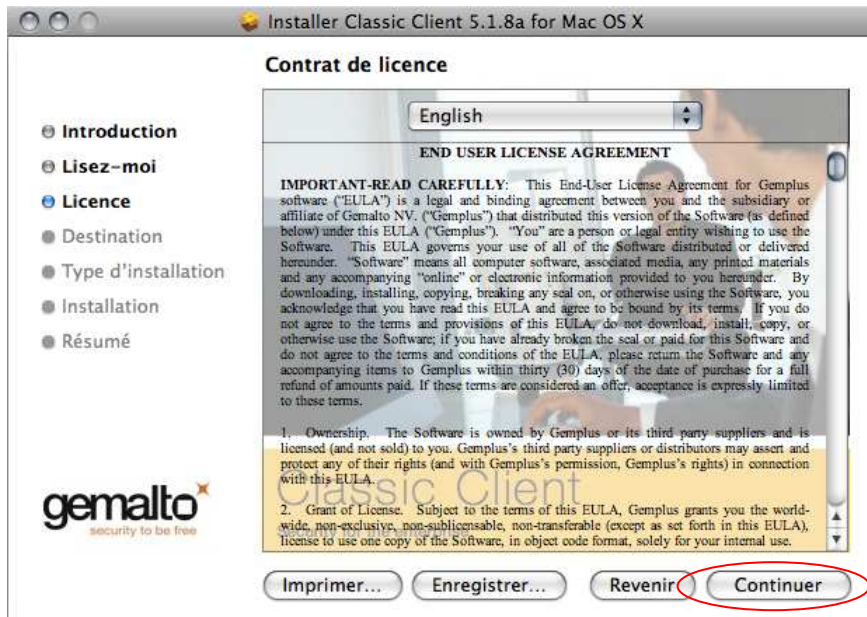 Installer Classic Client 5.1.8a for Mac OS X
Contrat de licence
Introduction
Lisez-moi
Licence
Destination
Type d'installation
Installation
Résumé
gemalto
security to be free
English
END USER LICENSE AGREEMENT
IMPORTANT-READ CAREFULLY: This End-User License Agreement for Gemplus
software ("EULA") is a legal and binding agreement between you and the subsidiary or
affiliate of Gemalto NV. ("Gemplus") that distributed this version of the Software (as defined
below) under this EULA ("Gemplus"). "You" are a person or legal entity wishing to use the
Software. This EULA governs your use of all of the Software distributed or delivered
hereunder. "Software" means all computer software, associated media, any printed materials
and any accompanying "online" or electronic information provided to you hereunder. By
downloading, installing, copying, breaking any seal on, or otherwise using the Software, you
acknowledge that you have read this EULA and agree to be bound by its terms. If you do
not agree to the terms and provisions of this EULA, do not download, install, copy, or
otherwise use the Software; if you have already broken the seal or paid for this Software and
do not agree to the terms and conditions of the EULA, please return the Software and any
accompanying items to Gemplus within thirty (30) days of the date of purchase for a full
refund of amounts paid. If these terms are considered an offer, acceptance is expressly limited
to these terms.
1. Ownership. The Software is owned by Gemplus or its third party suppliers and is
licensed (and not sold) to you. Gemplus's third party suppliers or distributors may assert and
protect any of their rights (and with Gemplus's permission, Gemplus's rights) in connection
with this EULA.
Classic Client
2. Grant of License. Subject to the terms of this EULA, Gemplus grants you the world-
wide, non-exclusive, non-sublicensable, non-transferable (except as set forth in this EULA),
Security for the enterprise
license to use one copy of the Software, in object code format, solely for your internal use.
Imprimer...
Enregistrer...
Revenir
Continuer